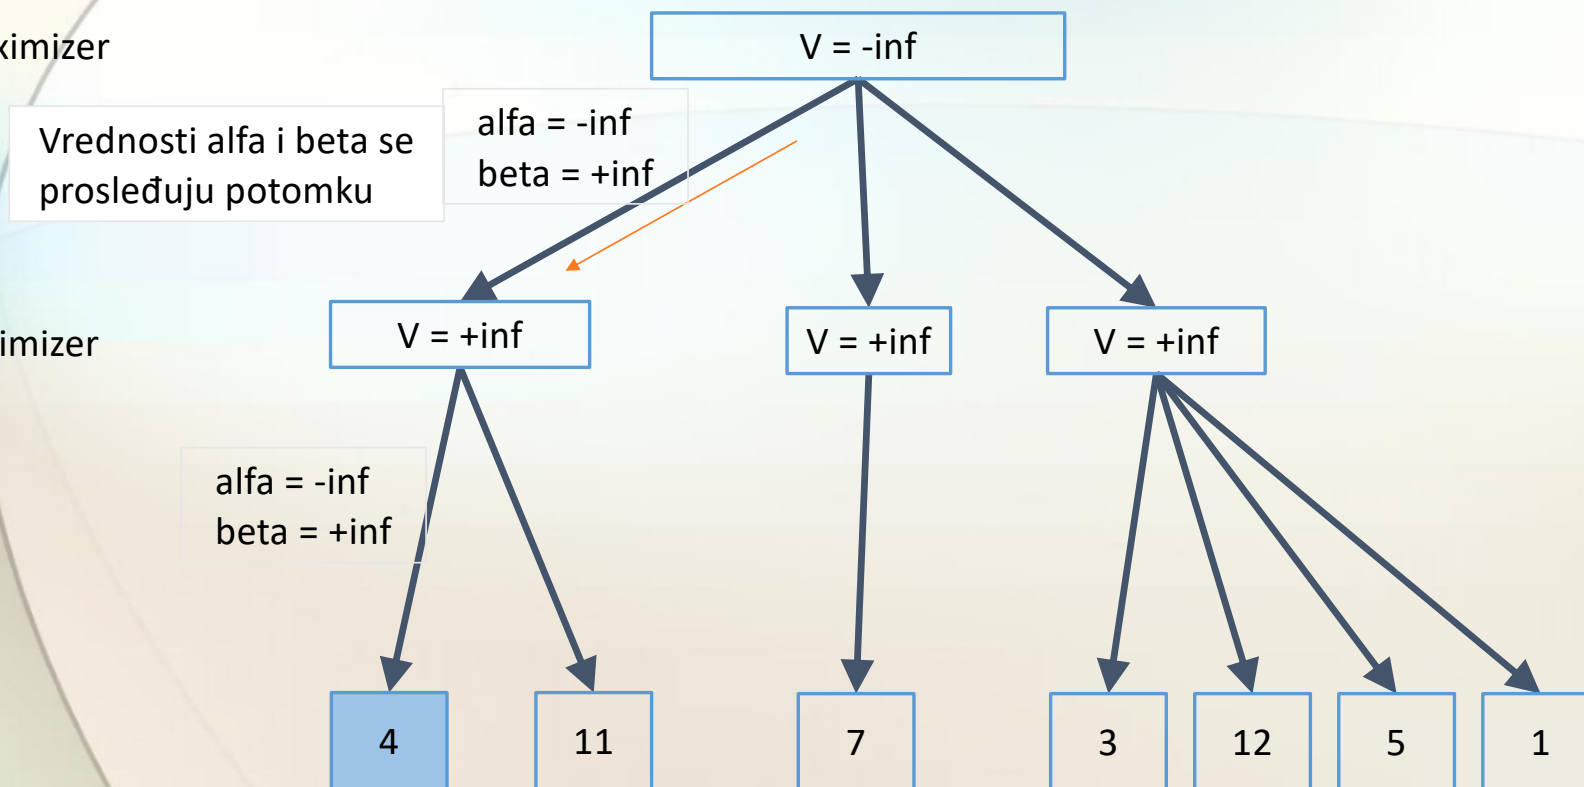 ximizer
V = -inf
Vrednosti alfa i beta se
prosleđuju potomku
alfa = -inf
beta = +inf
imizer
V = +inf
V = +inf
V = +inf
alfa = -inf
beta = +inf
4
11
7
3
12
5
1